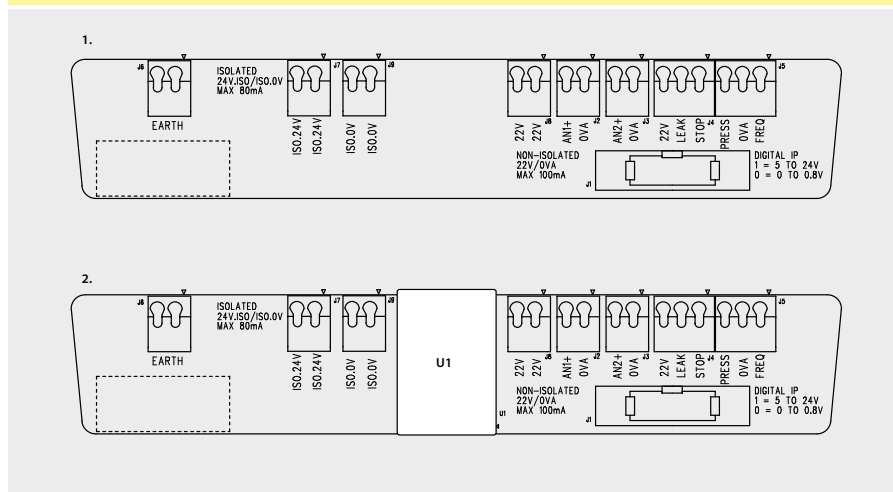 1.
J6
EARTH
ISOLATED
24V.ISO/ISO.0V
MAX 80mA
J7
ISO.24V
ISO.24V
J9
ISO.0V
ISO.0V
22V
22V
J8
AN1+
0VA
J2
AN2+
0VA
J3
22V
LEAK
STOP
J4
PRESS
0VA
FREQ
J5
NON-ISOLATED
22V/0VA
MAX 100mA
J1
DIGITAL IP
1 = 5 TO 24V
0 = 0 TO 0.8V
2.
J6
EARTH
ISOLATED
24V.ISO/ISO.0V
MAX 80mA
J7
ISO.24V
ISO.24V
J9
ISO.0V
ISO.0V
U1
U1
22V
22V
J8
AN1+
0VA
J2
AN2+
0VA
J3
22V
LEAK
STOP
J4
PRESS
0VA
FREQ
J5
NON-ISOLATED
22V/0VA
MAX 100mA
J1
DIGITAL IP
1 = 5 TO 24V
0 = 0 TO 0.8V